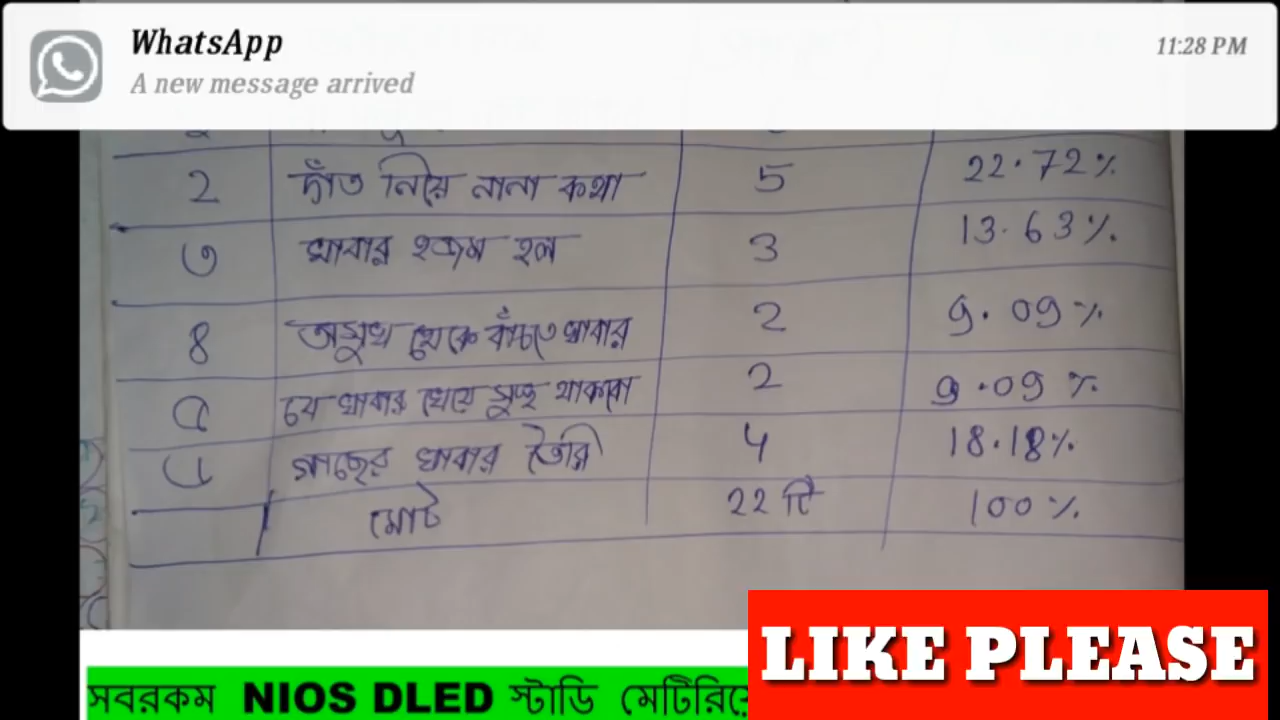 WhatsApp
11:28 PM
A new message arrived
2 দাঁত নিয়ে নানা কথা 5 22.72%
৩ খাবার হজম হল 3 13.63%
৪ অসুখ থেকে বাঁচতে খাবার 2 9.09%
৫ যে খাবার খেয়ে সুস্থ থাকবো 2 9.09%
৬ গাছের খাবার তৈরি 4 18.18%
মোট 22 টি 100%
LIKE PLEASE
সবরকম NIOS DLED স্টাডি